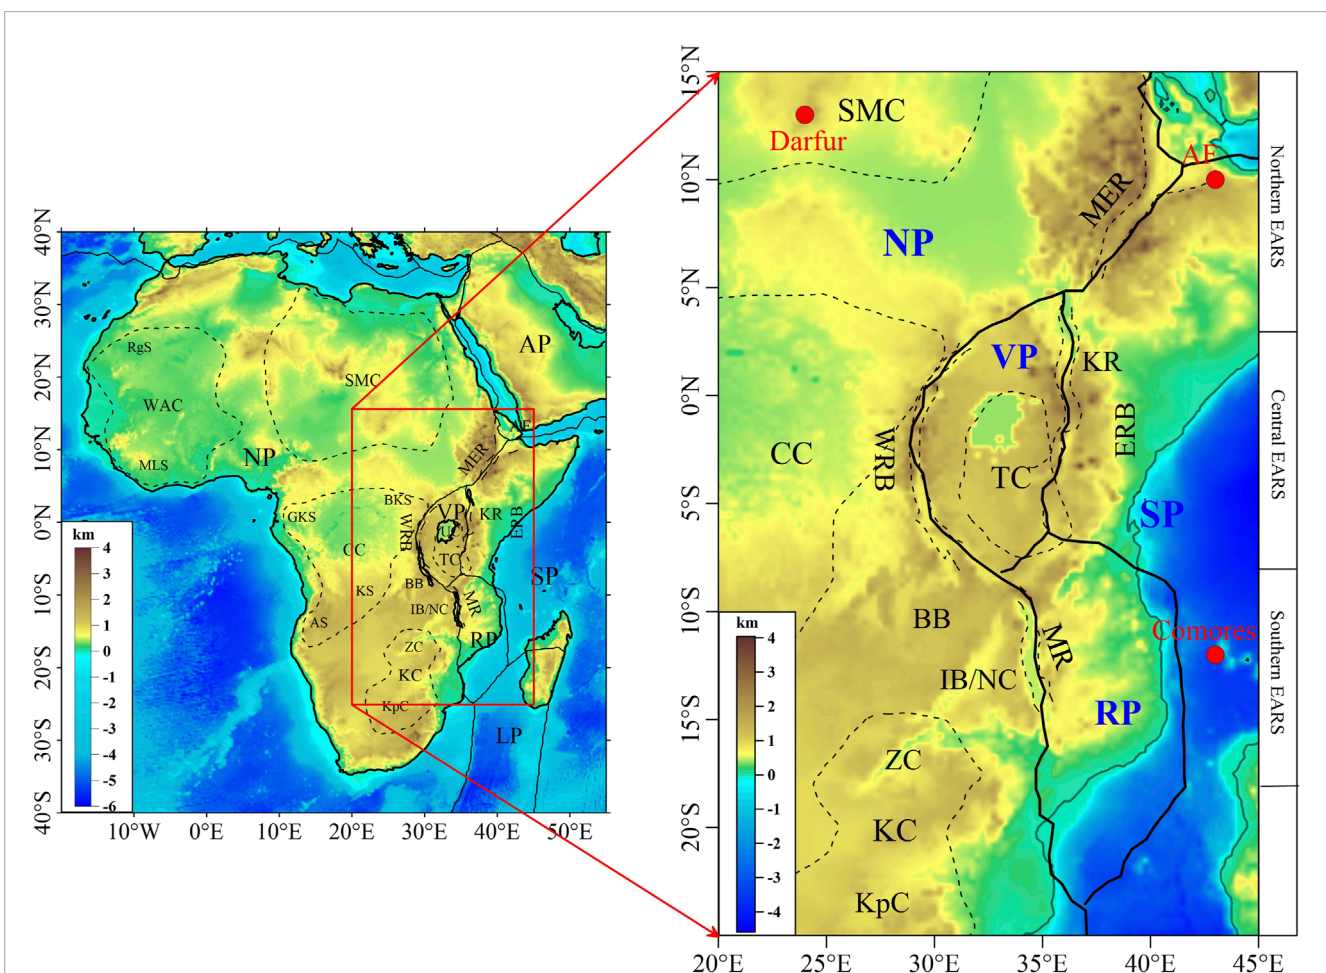 40°N
30°N
20°N
10°N
0°N
10°S
20°S
30°S
40°S
10°W
0°E
10°E
20°E
30°E
40°E
50°E
RgS
WAC
MLS
NP
SMC
AP
AF
MER
BKS
GKS
CC
WRB
VP
KR
ERB
TC
SP
KS
BB
AS
IB/NC
MR
RP
ZC
KC
KpC
LP
km
4
3
2
1
0
-1
-2
-3
-4
-5
-6
15°N
10°N
5°N
0°N
5°S
10°S
15°S
20°S
20°E
25°E
30°E
35°E
40°E
45°E
SMC
Darfur
AF
MER
NP
VP
KR
ERB
CC
WRB
TC
SP
BB
MR
Comores
IB/NC
RP
ZC
KC
KpC
km
4
3
2
1
0
-1
-2
-3
-4
Northern EARS
Central EARS
Southern EARS